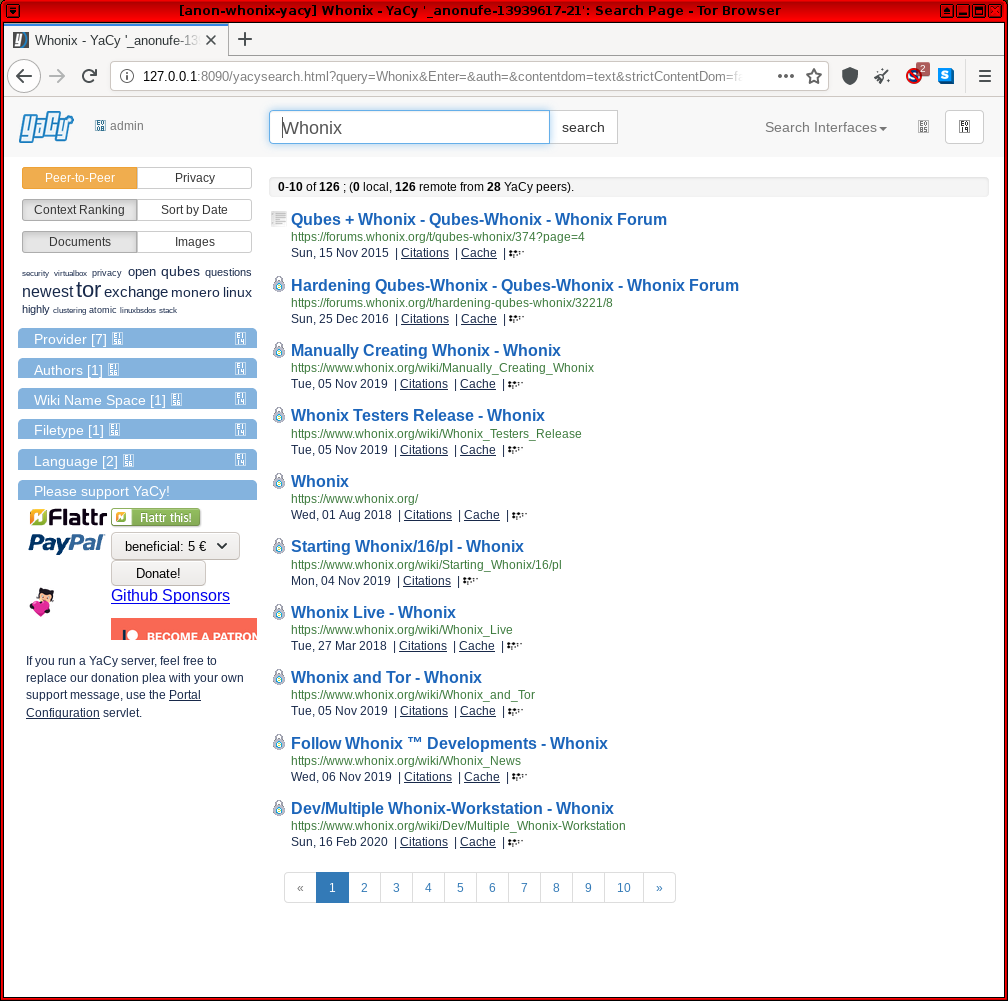 [anon-whonix-yacy] Whonix - YaCy '_anonufe-13939617-21': Search Page - Tor Browser
Whonix - YaCy '_anonufe-139
127.0.0.1:8090/yacysearch.html?query=Whonix&Enter=&auth=&contentdom=text&strictContentDom=fa
2
S
YaCy
admin
Whonix
search
Search Interfaces
Peer-to-Peer
Privacy
Context Ranking
Sort by Date
Documents
Images
security virtualbox privacy open qubes questions
newest tor exchange monero linux
highly clustering atomic linuxbsdos stack
Provider [7]
Authors [1]
Wiki Name Space [1]
Filetype [1]
Language [2]
Please support YaCy!
Flattr
Flattr this!
PayPal
beneficial: 5 €
Donate!
Github Sponsors
BECOME A PATRON
If you run a YaCy server, feel free to
replace our donation plea with your own
support message, use the Portal
Configuration servlet.
0-10 of 126 ; (0 local, 126 remote from 28 YaCy peers).
Qubes + Whonix - Qubes-Whonix - Whonix Forum
https://forums.whonix.org/t/qubes-whonix/374?page=4
Sun, 15 Nov 2015 | Citations | Cache |
Hardening Qubes-Whonix - Qubes-Whonix - Whonix Forum
https://forums.whonix.org/t/hardening-qubes-whonix/3221/8
Sun, 25 Dec 2016 | Citations | Cache |
Manually Creating Whonix - Whonix
https://www.whonix.org/wiki/Manually_Creating_Whonix
Tue, 05 Nov 2019 | Citations | Cache |
Whonix Testers Release - Whonix
https://www.whonix.org/wiki/Whonix_Testers_Release
Tue, 05 Nov 2019 | Citations | Cache |
Whonix
https://www.whonix.org/
Wed, 01 Aug 2018 | Citations | Cache |
Starting Whonix/16/pl - Whonix
https://www.whonix.org/wiki/Starting_Whonix/16/pl
Mon, 04 Nov 2019 | Citations |
Whonix Live - Whonix
https://www.whonix.org/wiki/Whonix_Live
Tue, 27 Mar 2018 | Citations | Cache |
Whonix and Tor - Whonix
https://www.whonix.org/wiki/Whonix_and_Tor
Tue, 05 Nov 2019 | Citations | Cache |
Follow Whonix ™ Developments - Whonix
https://www.whonix.org/wiki/Whonix_News
Wed, 06 Nov 2019 | Citations | Cache |
Dev/Multiple Whonix-Workstation - Whonix
https://www.whonix.org/wiki/Dev/Multiple_Whonix-Workstation
Sun, 16 Feb 2020 | Citations | Cache |
« 1 2 3 4 5 6 7 8 9 10 »